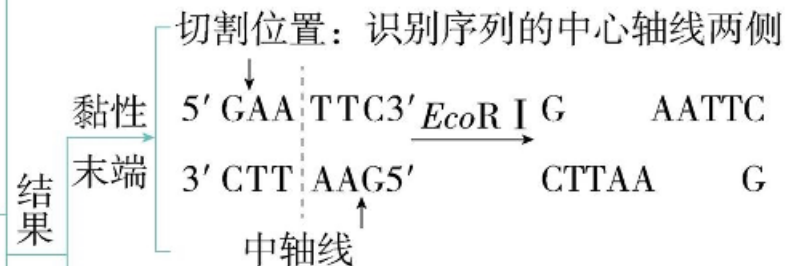 切割位置：识别序列的中心轴线两侧
黏性末端
5′ GAA TTC3′ EcoR Ⅰ G AATTC
3′ CTT AAG5′ CTTAA G
结果
中轴线